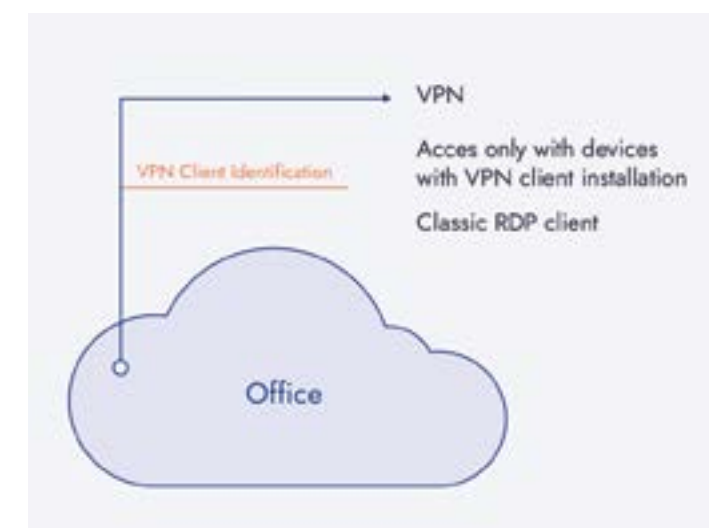 VPN
Acces only with devices
with VPN client installation
VPN Client Identification
Classic RDP client
Office